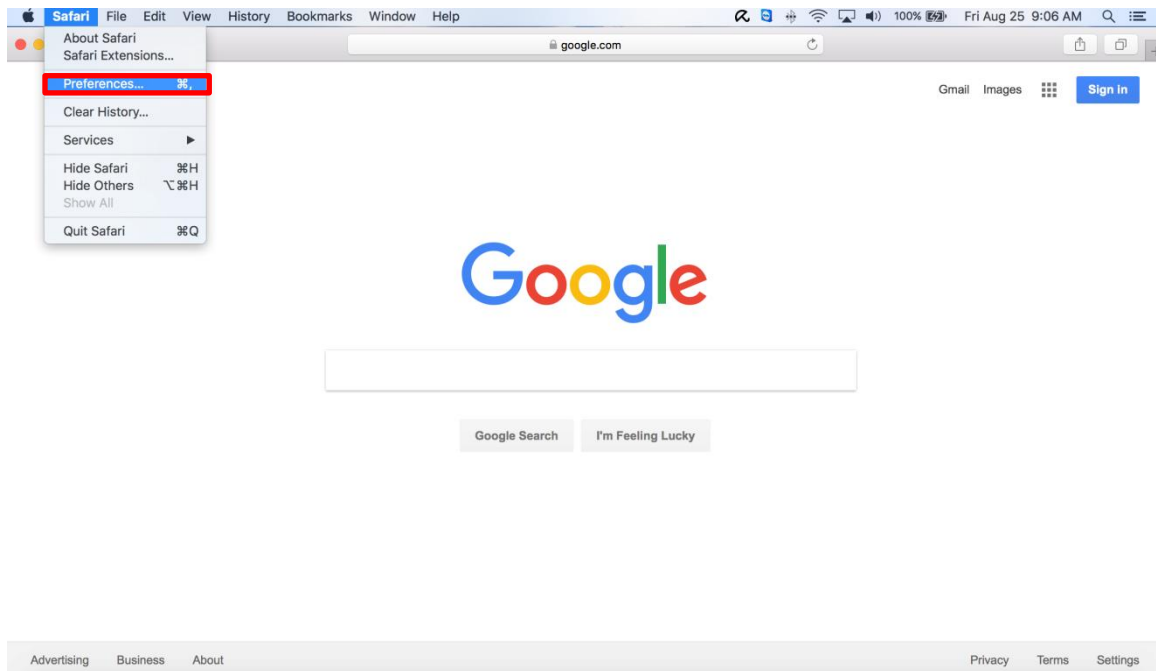 Safari File Edit View History Bookmarks Window Help 100% Fri Aug 25 9:06 AM
About Safari
google.com
Safari Extensions...
Preferences... ⌘,
Gmail Images Sign in
Clear History...
Services
Hide Safari ⌘H
Hide Others ⌥⌘H
Show All
Quit Safari ⌘Q
Google
Google Search I'm Feeling Lucky
Advertising Business About Privacy Terms Settings